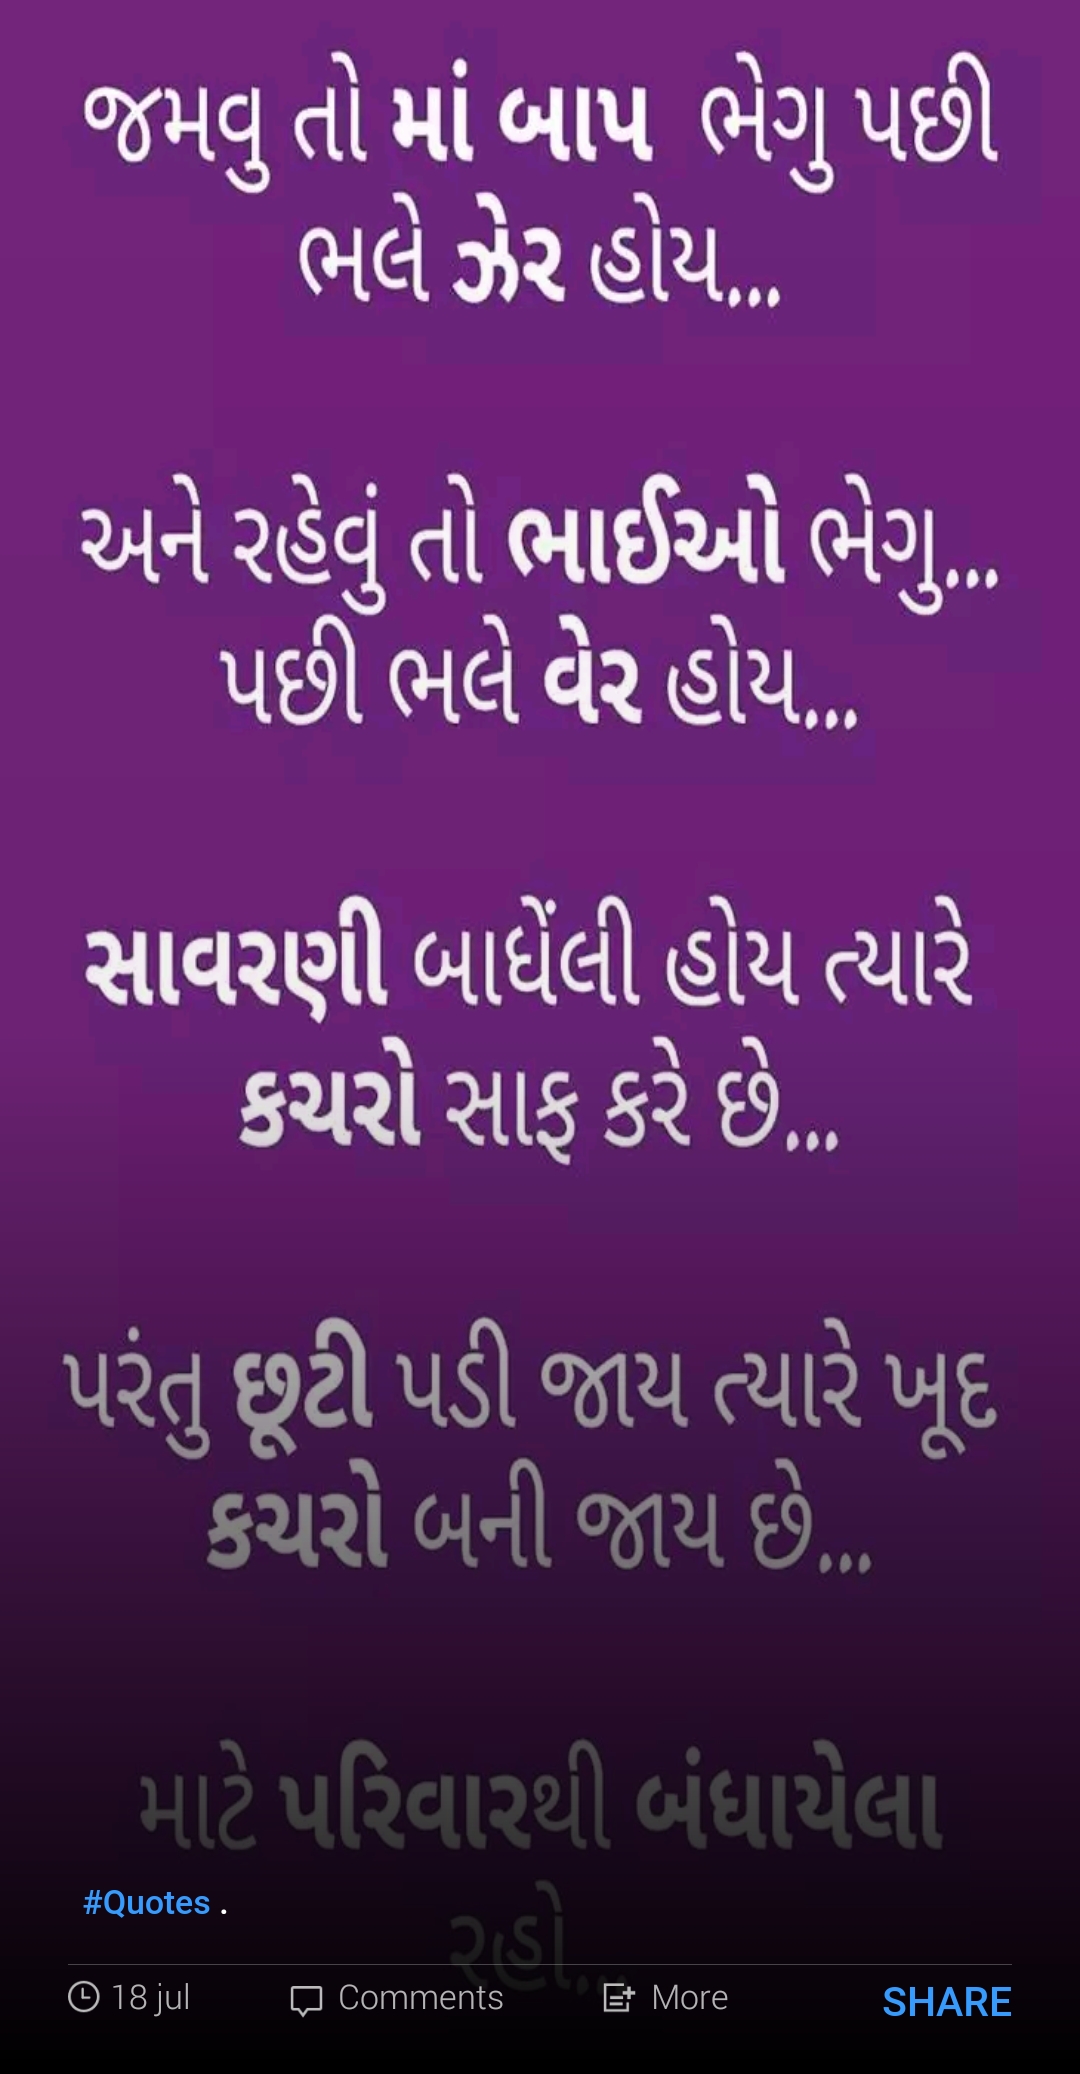 જમવુ તો માં બાપ ભેગુ પછી
ભલે ઝેર હોય...
અને રહેવું તો ભાઈઓ ભેગુ...
પછી ભલે વેર હોય...
સાવરણી બાધેંલી હોય ત્યારે
કચરો સાફ કરે છે...
પરંતુ છૂટી પડી જાય ત્યારે ખૂદ
કચરો બની જાય છે...
માટે પરિવારથી બંધાયેલા
રહો...
#Quotes .
18 jul Comments More SHARE